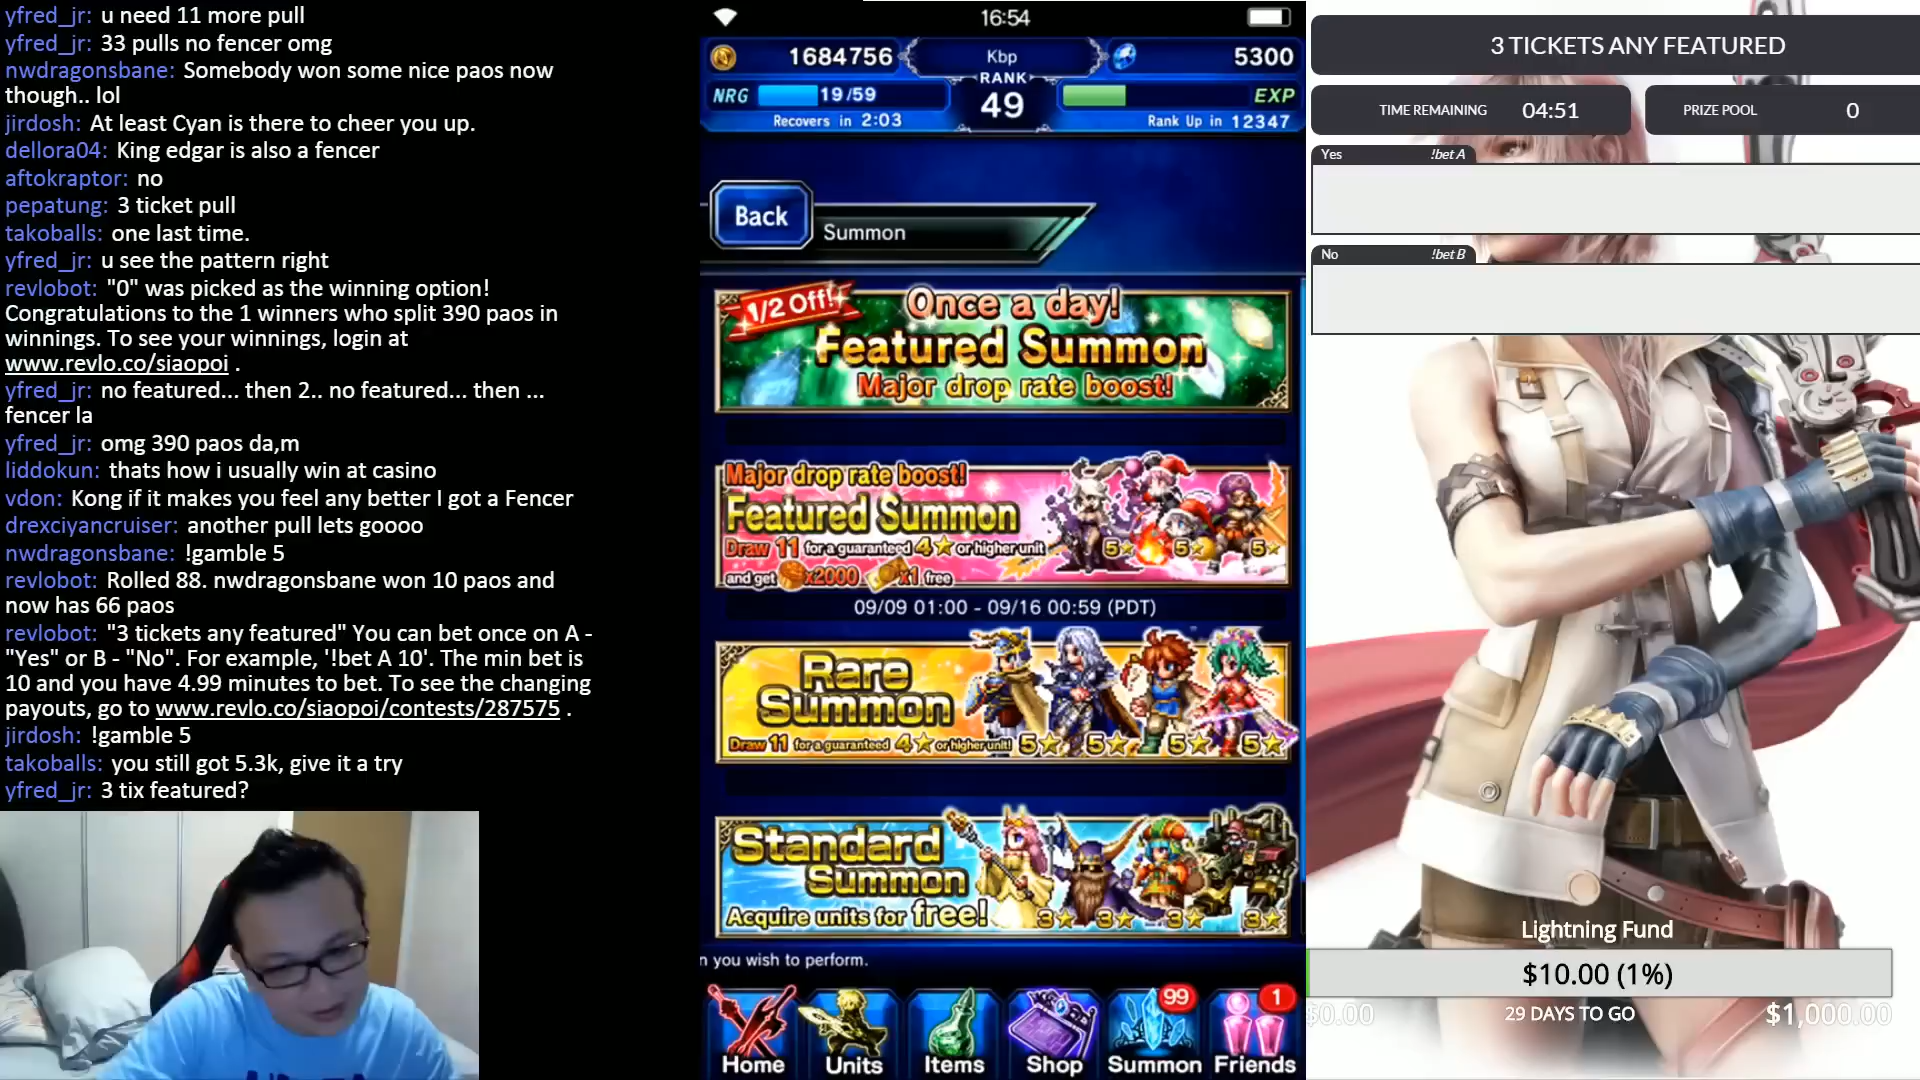 yfred_jr: u need 11 more pull
yfred_jr: 33 pulls no fencer omg
nwdragonsbane: Somebody won some nice paos now
though.. lol
jirdosh: At least Cyan is there to cheer you up.
dellora04: King edgar is also a fencer
aftokraptor: no
pepatung: 3 ticket pull
takoballs: one last time.
yfred_jr: u see the pattern right
revlobot: "0" was picked as the winning option!
Congratulations to the 1 winners who split 390 paos in
winnings. To see your winnings, login at
www.revlo.co/siaopoi .
yfred_jr: no featured... then 2.. no featured... then ...
fencer la
yfred_jr: omg 390 paos da,m
liddokun: thats how i usually win at casino
vdon: Kong if it makes you feel any better I got a Fencer
drexciyancruiser: another pull lets goooo
nwdragonsbane: !gamble 5
revlobot: Rolled 88. nwdragonsbane won 10 paos and
now has 66 paos
revlobot: "3 tickets any featured" You can bet once on A -
"Yes" or B - "No". For example, '!bet A 10'. The min bet is
10 and you have 4.99 minutes to bet. To see the changing
payouts, go to www.revlo.co/siaopoi/contests/287575 .
jirdosh: !gamble 5
takoballs: you still got 5.3k, give it a try
yfred_jr: 3 tix featured?
16:54
1684756
Kbp
5300
NRG
19/59
RANK
49
EXP
Recovers in 2:03
Rank Up in 12347
Back
Summon
1/2 Off!
Once a day!
Featured Summon
Major drop rate boost!
Major drop rate boost!
Featured Summon
Draw 11 for a guaranteed 4★ or higher unit
and get x2000 x1 free
5★ 5★ 5★
09/09 01:00 - 09/16 00:59 (PDT)
Rare
Summon
Draw 11 for a guaranteed 4★ or higher unit!
5★ 5★ 5★ 5★
Standard
Summon
Acquire units for free!
3★ 3★ 3★ 3★
n you wish to perform.
99
1
Home
Units
Items
Shop
Summon
Friends
3 TICKETS ANY FEATURED
TIME REMAINING 04:51
PRIZE POOL 0
Yes !bet A
No !bet B
Lightning Fund
$10.00 (1%)
$0.00
29 DAYS TO GO
$1,000.00